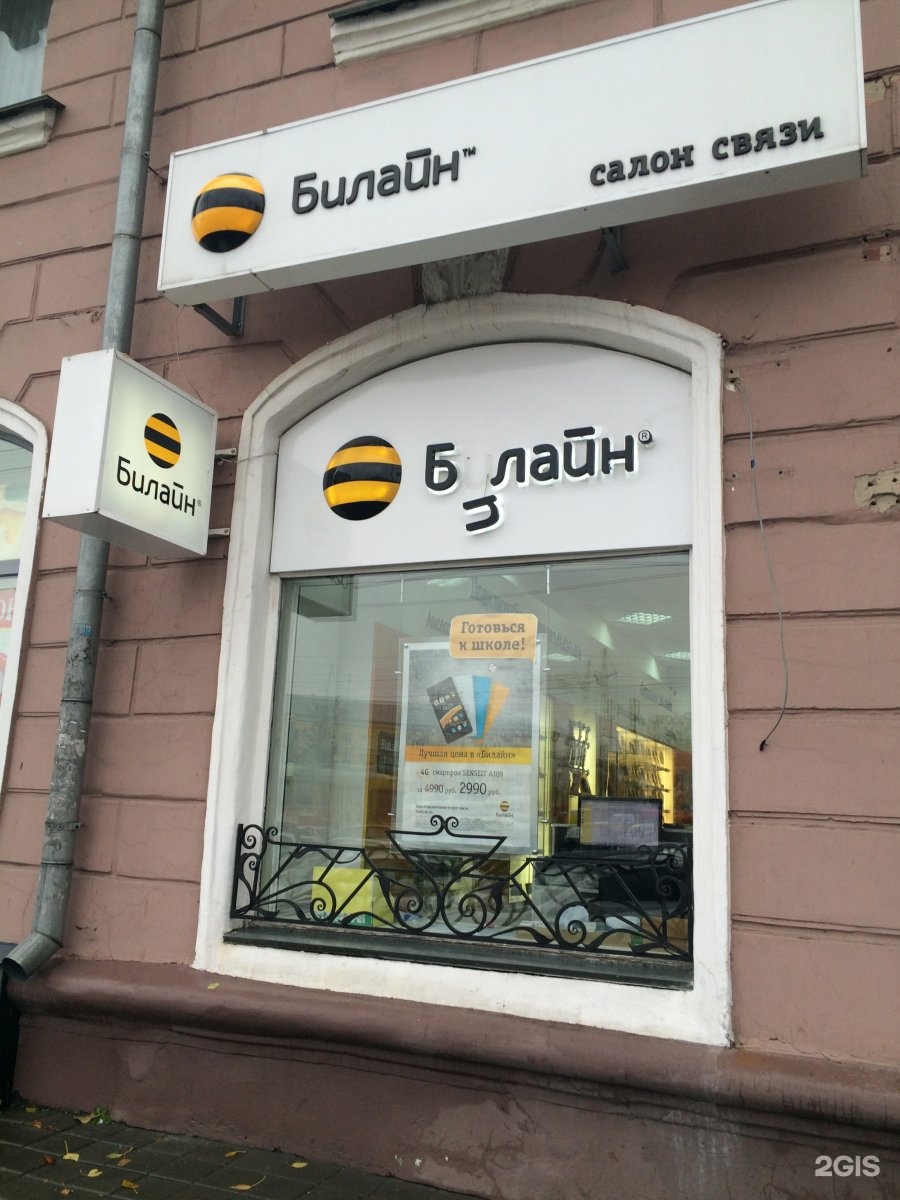 Билайн™
салон связи
Билайн®
Билайн®
Готовься
к школе!
Лучшая цена в «Билайн»
4G смартфон SENSEIT A109
за 4990 руб. 2990 руб.
Билайн
2GIS